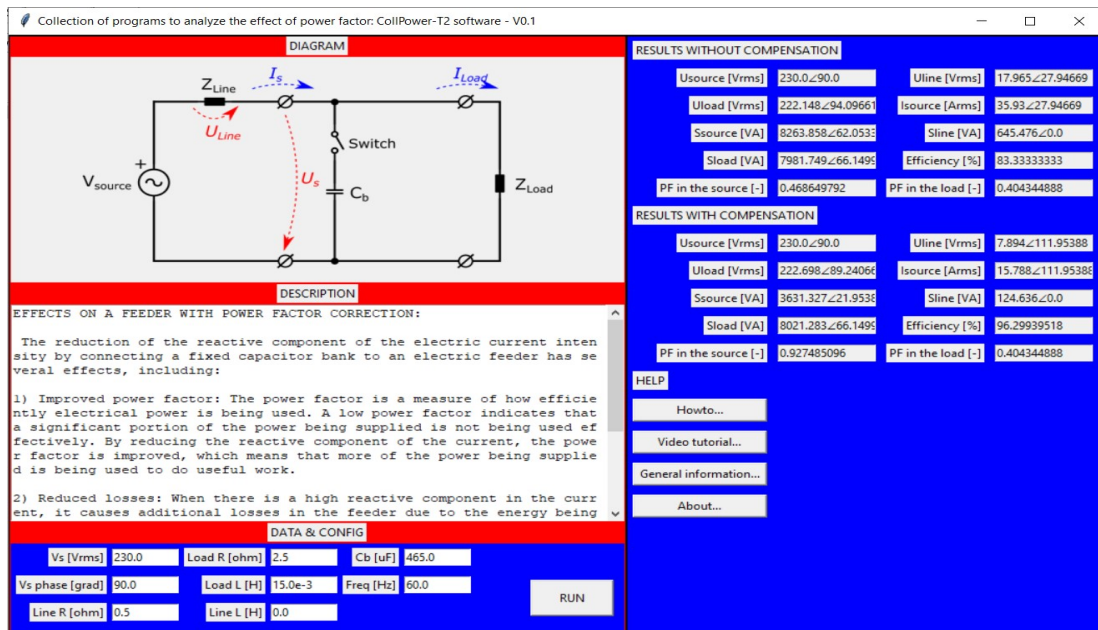 Collection of programs to analyze the effect of power factor: CollPower-T2 software - V0.1
DIAGRAM
Z_Line
I_s
I_Load
U_Line
Switch
+
V_source
U_s
C_b
Z_Load
DESCRIPTION
EFFECTS ON A FEEDER WITH POWER FACTOR CORRECTION:
The reduction of the reactive component of the electric current inten
sity by connecting a fixed capacitor bank to an electric feeder has se
veral effects, including:
1) Improved power factor: The power factor is a measure of how efficie
ntly electrical power is being used. A low power factor indicates that
a significant portion of the power being supplied is not being used ef
fectively. By reducing the reactive component of the current, the powe
r factor is improved, which means that more of the power being supplie
d is being used to do useful work.
2) Reduced losses: When there is a high reactive component in the curr
ent, it causes additional losses in the feeder due to the energy being
DATA & CONFIG
Vs [Vrms] 230.0 Load R [ohm] 2.5 Cb [uF] 465.0
Vs phase [grad] 90.0 Load L [H] 15.0e-3 Freq [Hz] 60.0
Line R [ohm] 0.5 Line L [H] 0.0
RUN
RESULTS WITHOUT COMPENSATION
Usource [Vrms] 230.0∠90.0 Uline [Vrms] 17.965∠27.94669
Uload [Vrms] 222.148∠94.09661 Isource [Arms] 35.93∠27.94669
Ssource [VA] 8263.858∠62.0533 Sline [VA] 645.476∠0.0
Sload [VA] 7981.749∠66.1499 Efficiency [%] 83.33333333
PF in the source [-] 0.468649792 PF in the load [-] 0.404344888
RESULTS WITH COMPENSATION
Usource [Vrms] 230.0∠90.0 Uline [Vrms] 7.894∠111.95388
Uload [Vrms] 222.698∠89.24066 Isource [Arms] 15.788∠111.95388
Ssource [VA] 3631.327∠21.9538 Sline [VA] 124.636∠0.0
Sload [VA] 8021.283∠66.1499 Efficiency [%] 96.29939518
PF in the source [-] 0.927485096 PF in the load [-] 0.404344888
HELP
Howto...
Video tutorial...
General information...
About...